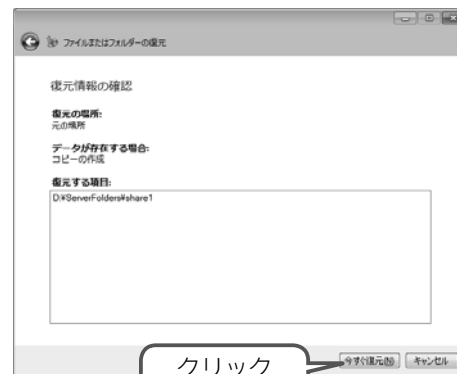 ファイルまたはフォルダーの復元
復元情報の確認
復元の場所:
元の場所
データが存在する場合:
コピーの作成
復元する項目:
D:¥ServerFolders¥share1
クリック
今すぐ復元(N)
キャンセル